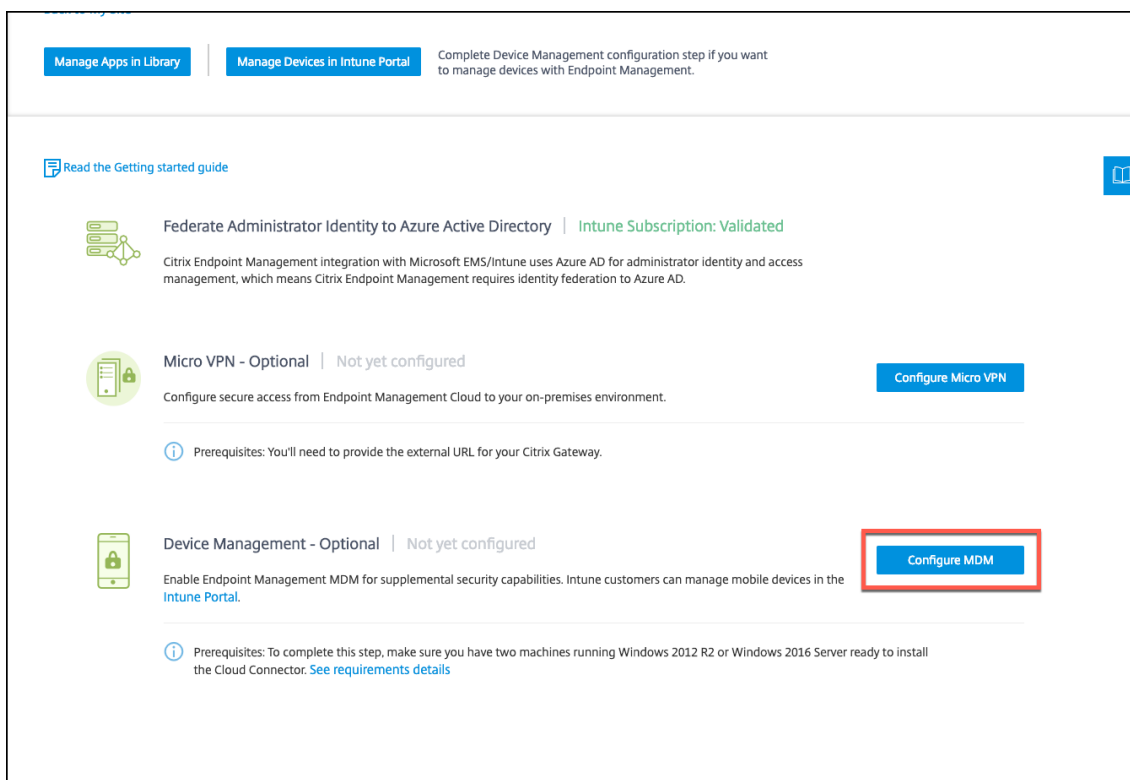 Manage Apps in Library
Manage Devices in Intune Portal
Complete Device Management configuration step if you want
to manage devices with Endpoint Management.
Read the Getting started guide
Federate Administrator Identity to Azure Active Directory | Intune Subscription: Validated
Citrix Endpoint Management integration with Microsoft EMS/Intune uses Azure AD for administrator identity and access
management, which means Citrix Endpoint Management requires identity federation to Azure AD.
Micro VPN - Optional | Not yet configured
Configure Micro VPN
Configure secure access from Endpoint Management Cloud to your on-premises environment.
Prerequisites: You'll need to provide the external URL for your Citrix Gateway.
Device Management - Optional | Not yet configured
Configure MDM
Enable Endpoint Management MDM for supplemental security capabilities. Intune customers can manage mobile devices in the
Intune Portal.
Prerequisites: To complete this step, make sure you have two machines running Windows 2012 R2 or Windows 2016 Server ready to install
the Cloud Connector. See requirements details